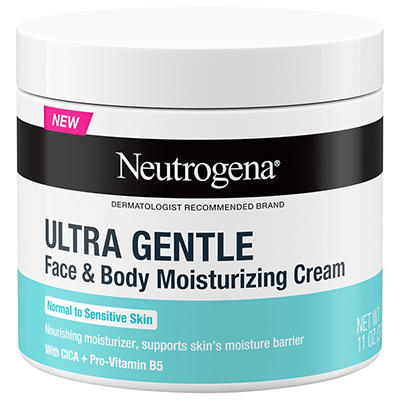 NEW
Neutrogena®
DERMATOLOGIST RECOMMENDED BRAND
ULTRA GENTLE
Face & Body Moisturizing Cream
Normal to Sensitive Skin
Nourishing moisturizer, supports skin's moisture barrier
With CICA + Pro-Vitamin B5
NET
11 OZ